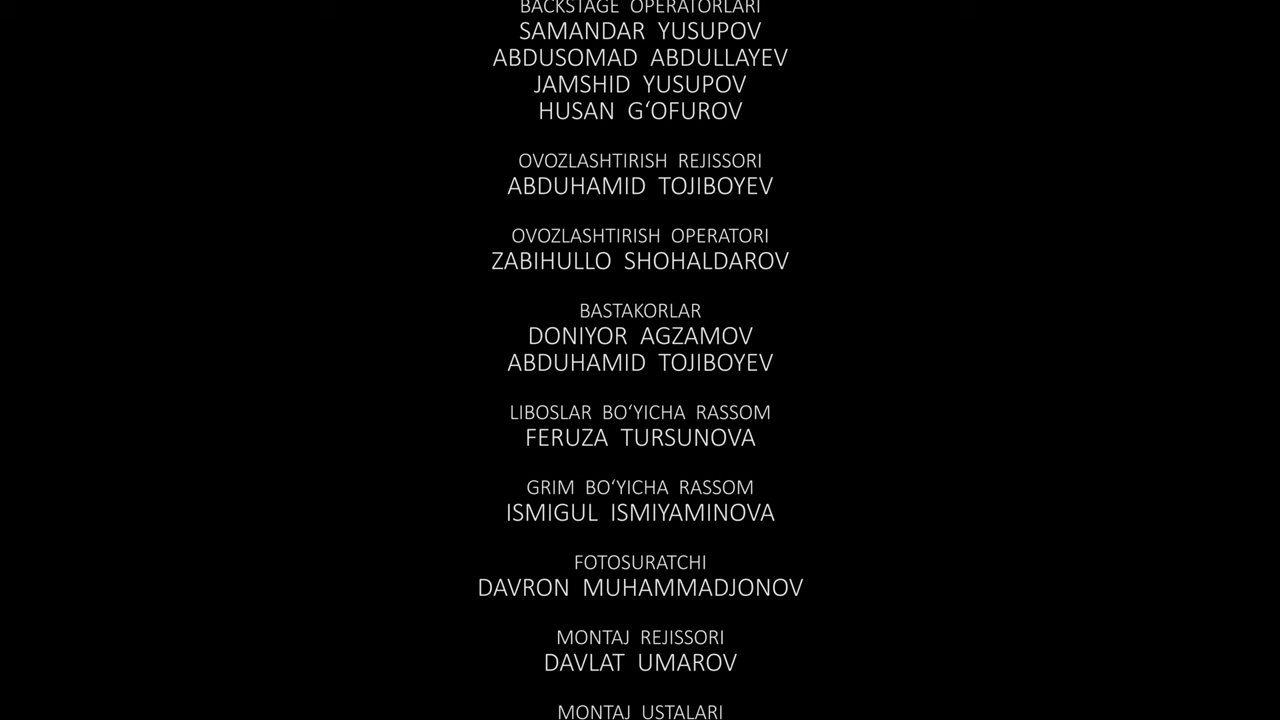 BACKSTAGE OPERATORLARI
SAMANDAR YUSUPOV
ABDUSOMAD ABDULLAYEV
JAMSHID YUSUPOV
HUSAN G‘OFUROV
OVOZLASHTIRISH REJISSORI
ABDUHAMID TOJIBOYEV
OVOZLASHTIRISH OPERATORI
ZABIHULLO SHOHALDAROV
BASTAKORLAR
DONIYOR AGZAMOV
ABDUHAMID TOJIBOYEV
LIBOSLAR BO‘YICHA RASSOM
FERUZA TURSUNOVA
GRIM BO‘YICHA RASSOM
ISMIGUL ISMIYAMINOVA
FOTOSURATCHI
DAVRON MUHAMMADJONOV
MONTAJ REJISSORI
DAVLAT UMAROV
MONTAJ USTALARI